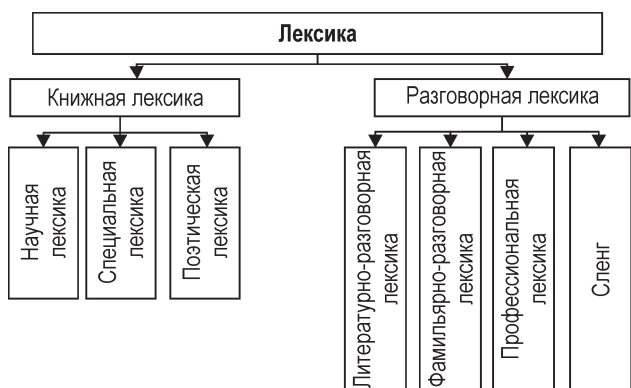 Лексика
Книжная лексика
Разговорная лексика
Научная
лексика
Специальная
лексика
Поэтическая
лексика
Литературно-разговорная
лексика
Фамильярно-разговорная
лексика
Профессиональная
лексика
Сленг